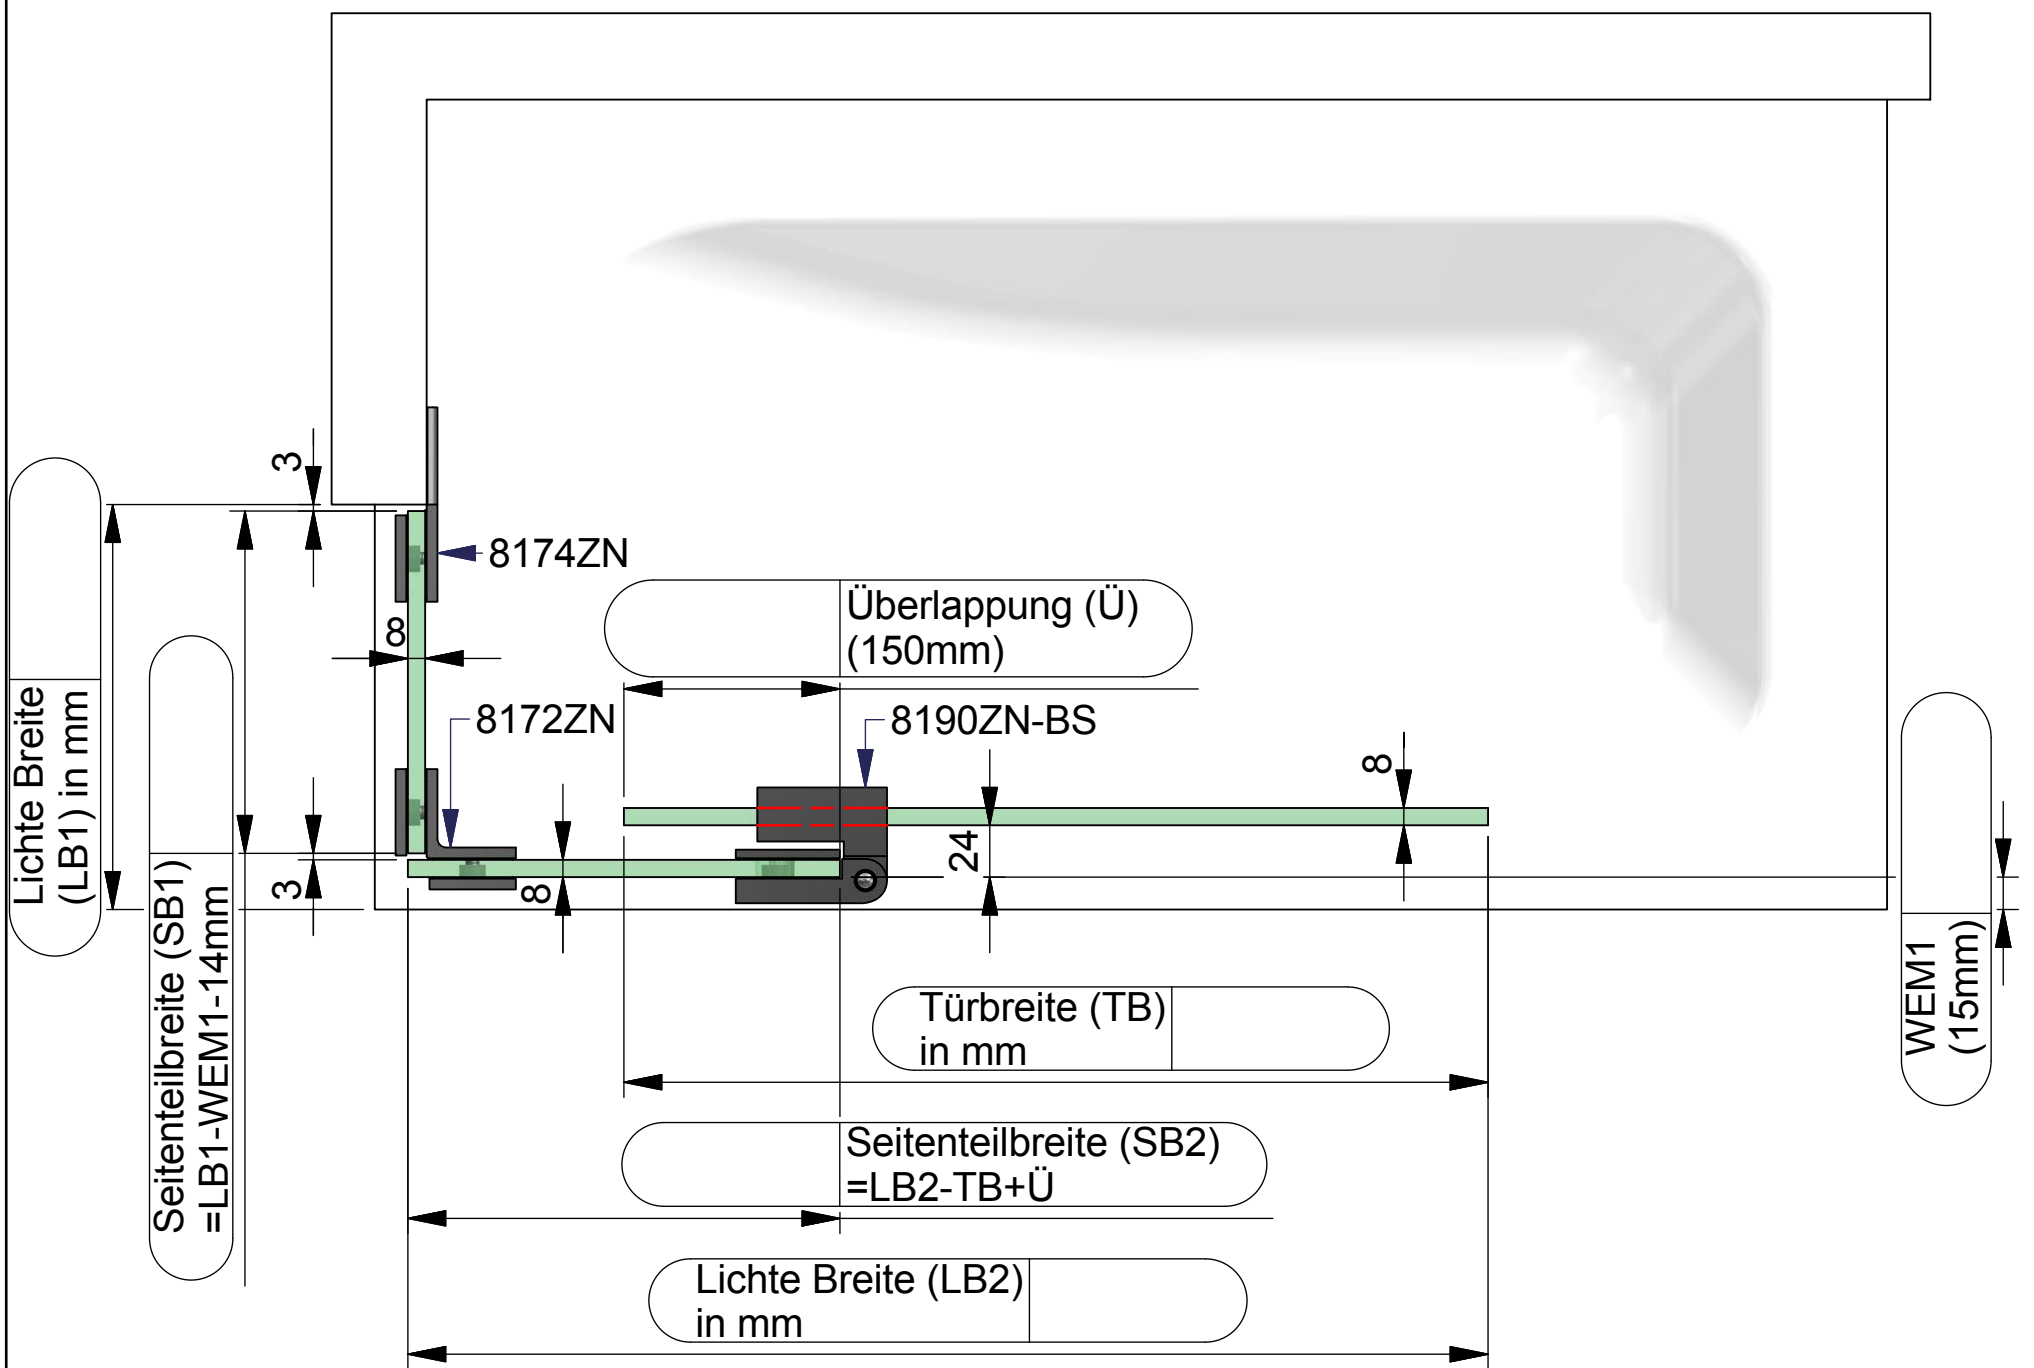 3
8174ZN
8
Überlappung (Ü)
(150mm)
8172ZN
8190ZN-BS
8
24
3
8
Lichte Breite
(LB1) in mm
Seitenteilbreite (SB1)
=LB1-WEM1-14mm
WEM1
(15mm)
Türbreite (TB)
in mm
Seitenteilbreite (SB2)
=LB2-TB+Ü
Lichte Breite (LB2)
in mm